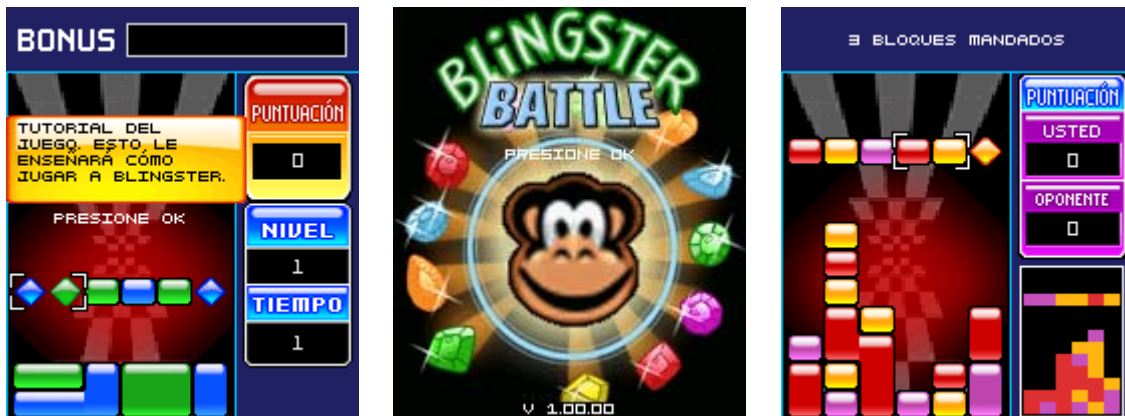 BONUS
TUTORIAL DEL
JUEGO. ESTO LE
ENSEÑARÁ CÓMO
JUGAR A BLINGSTER.
PRESIONE OK
PUNTUACIÓN
0
NIVEL
1
TIEMPO
1
BLiNGSTER
BATTLE
PRESIONE OK
V 1.00.00
3 BLOQUES MANDADOS
PUNTUACIÓN
USTED
0
OPONENTE
0